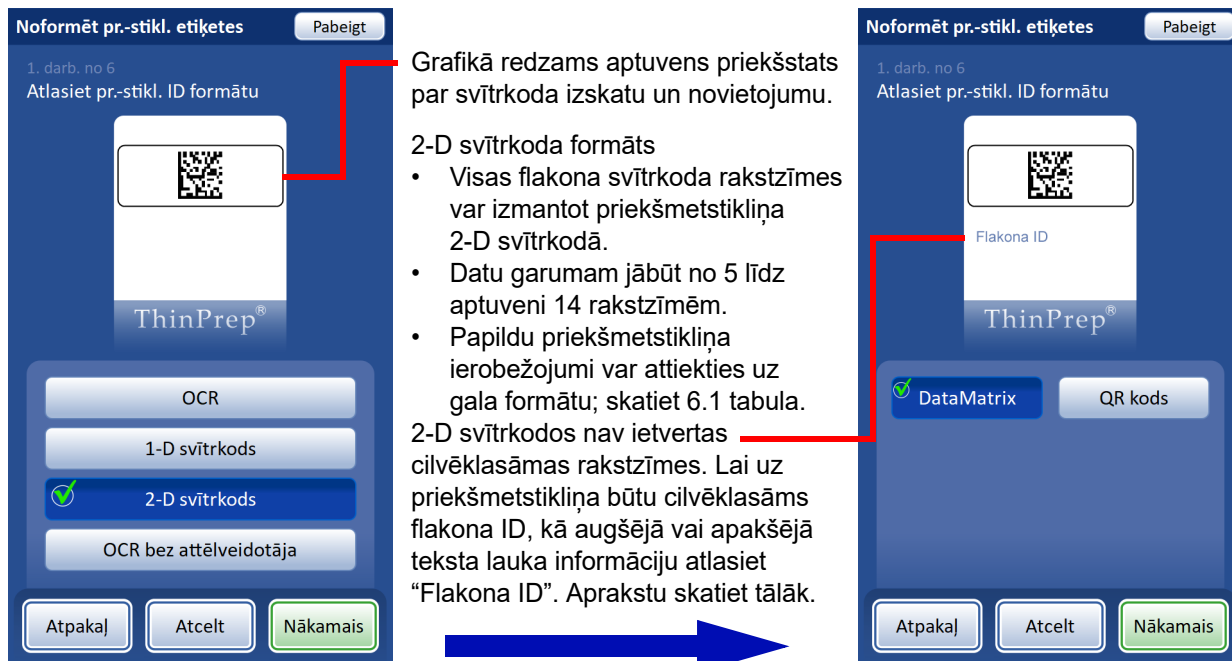 Noformēt pr.-stikl. etiķetes
Pabeigt
1. darb. no 6
Atlasiet pr.-stikl. ID formātu
ThinPrep®
OCR
1-D svītrkods
2-D svītrkods
OCR bez attēlveidotāja
Atpakaļ
Atcelt
Nākamais
Grafikā redzams aptuvens priekšstats
par svītrkoda izskatu un novietojumu.
2-D svītrkoda formāts
• Visas flakona svītrkoda rakstzīmes
var izmantot priekšmetstikliņa
2-D svītrkodā.
• Datu garumam jābūt no 5 līdz
aptuveni 14 rakstzīmēm.
• Papildu priekšmetstikliņa
ierobežojumi var attiekties uz
gala formātu; skatiet 6.1 tabula.
2-D svītrkodos nav ietvertas
cilvēklasāmas rakstzīmes. Lai uz
priekšmetstikliņa būtu cilvēklasāms
flakona ID, kā augšējā vai apakšējā
teksta lauka informāciju atlasiet
“Flakona ID”. Aprakstu skatiet tālāk.
Noformēt pr.-stikl. etiķetes
Pabeigt
1. darb. no 6
Atlasiet pr.-stikl. ID formātu
Flakona ID
ThinPrep®
DataMatrix
QR kods
Atpakaļ
Atcelt
Nākamais